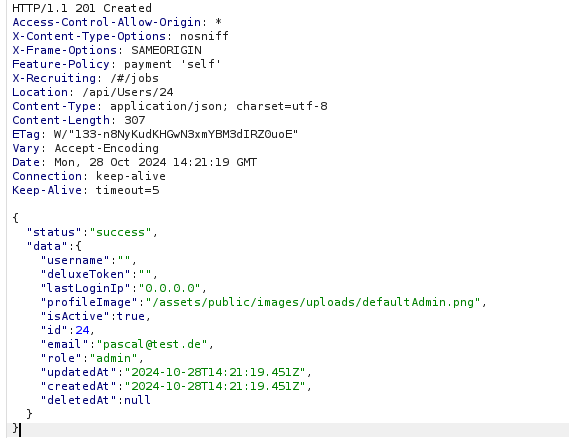 HTTP/1.1 201 Created
Access-Control-Allow-Origin: *
X-Content-Type-Options: nosniff
X-Frame-Options: SAMEORIGIN
Feature-Policy: payment 'self'
X-Recruiting: /#/jobs
Location: /api/Users/24
Content-Type: application/json; charset=utf-8
Content-Length: 307
ETag: W/"133-n8NyKudKHGwN3xmYBM3dIRZ0uoE"
Vary: Accept-Encoding
Date: Mon, 28 Oct 2024 14:21:19 GMT
Connection: keep-alive
Keep-Alive: timeout=5

{
  "status":"success",
  "data":{
    "username":"",
    "deluxeToken":"",
    "lastLoginIp":"0.0.0.0",
    "profileImage":"/assets/public/images/uploads/defaultAdmin.png",
    "isActive":true,
    "id":24,
    "email":"pascal@test.de",
    "role":"admin",
    "updatedAt":"2024-10-28T14:21:19.451Z",
    "createdAt":"2024-10-28T14:21:19.451Z",
    "deletedAt":null
  }
}